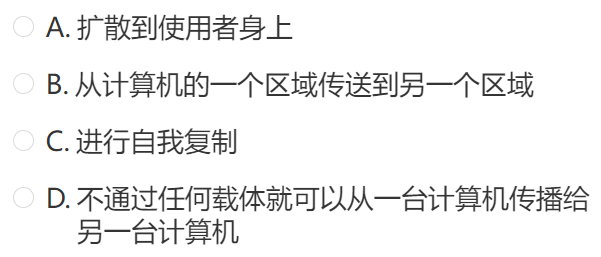 A. 扩散到使用者身上
B. 从计算机的一个区域传送到另一个区域
C. 进行自我复制
D. 不通过任何载体就可以从一台计算机传播给
另一台计算机